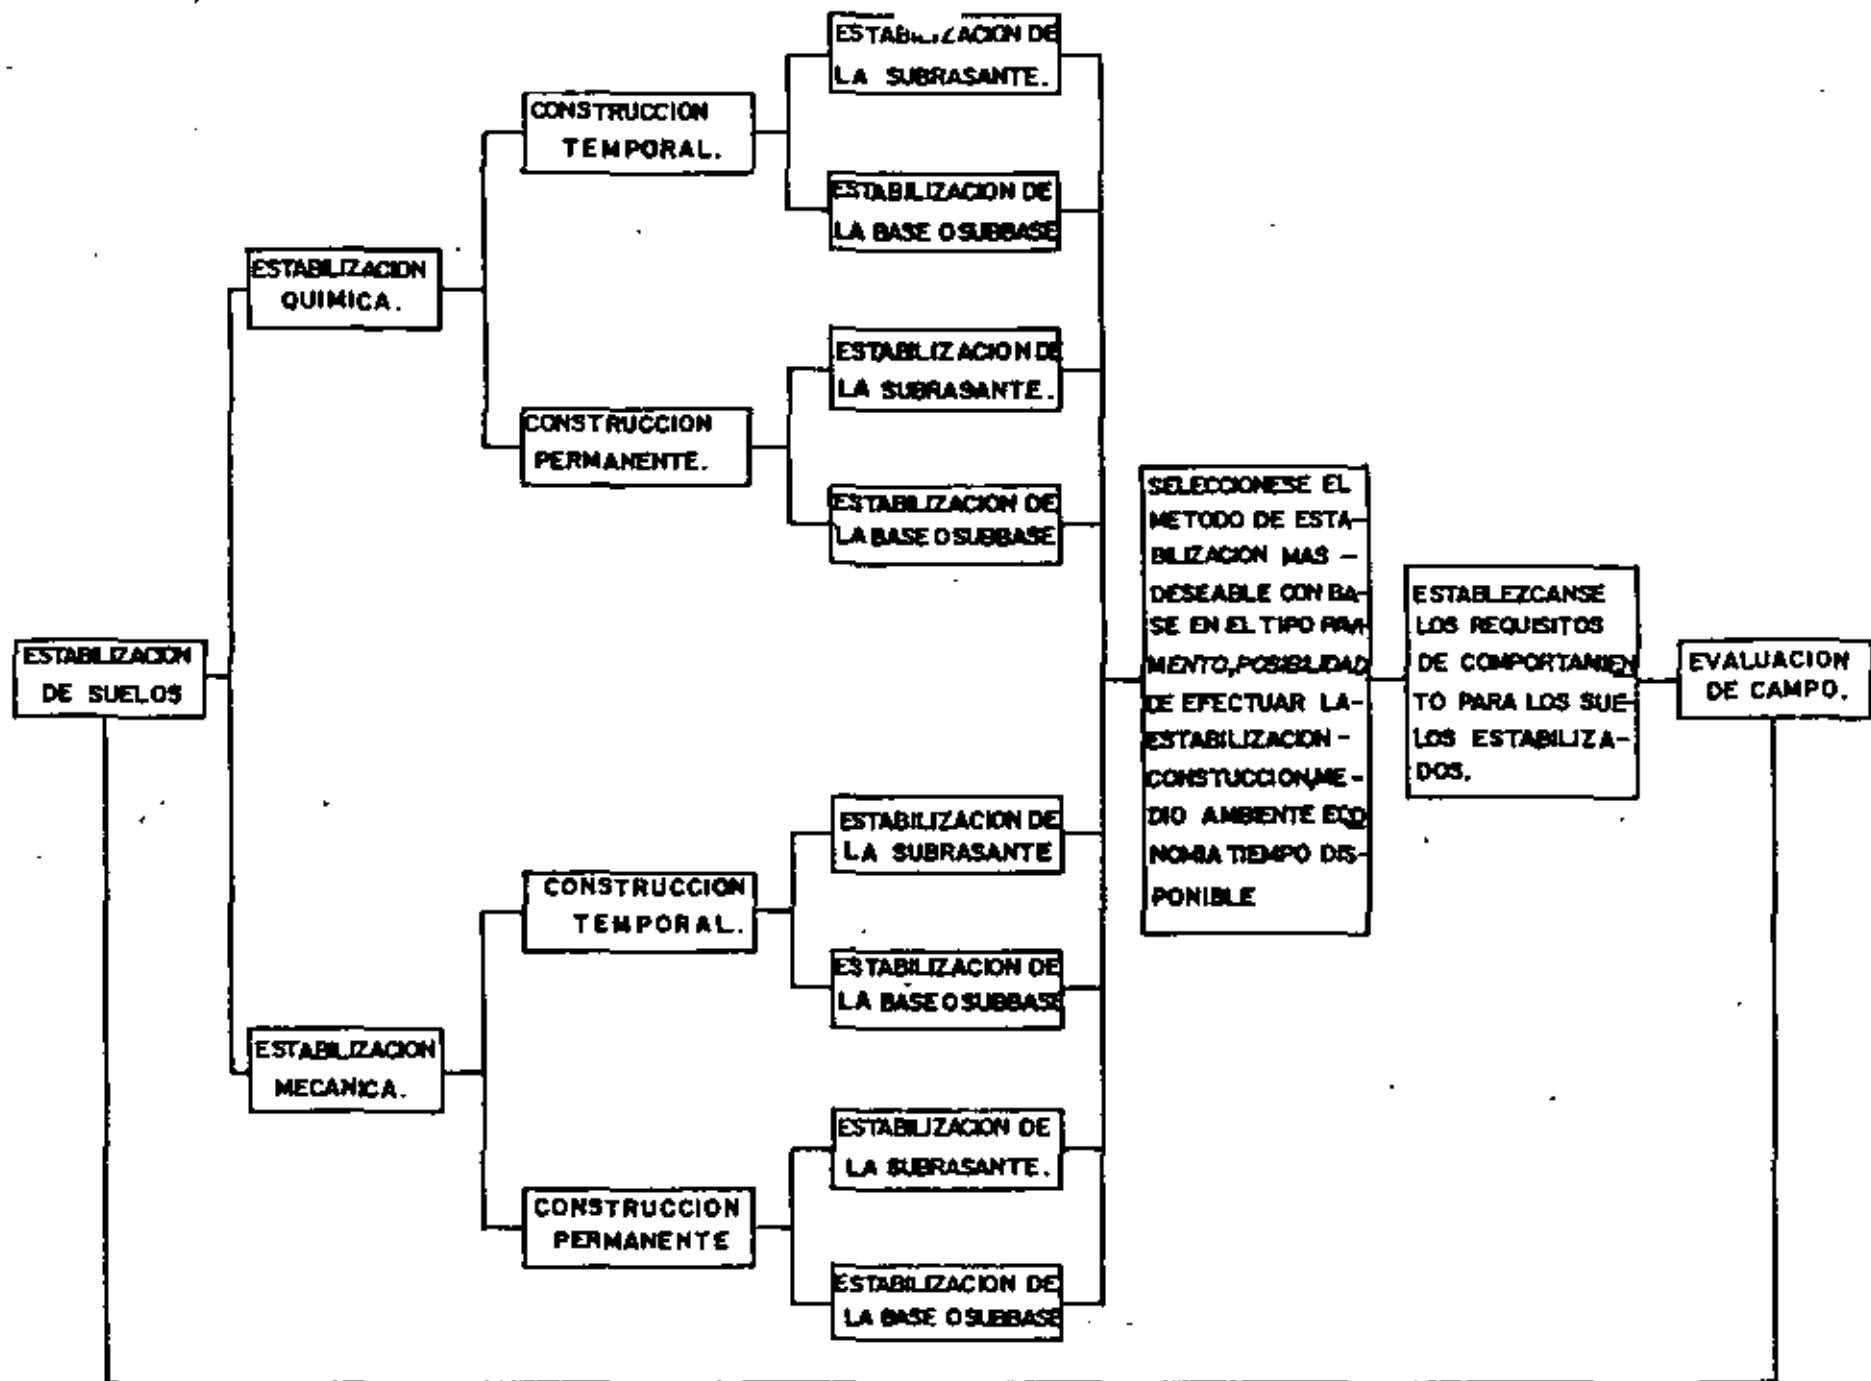 ESTABILIZACION
DE SUELOS
ESTABILIZACION
QUIMICA.
CONSTRUCCION
TEMPORAL.
ESTABILIZACION DE
LA SUBRASANTE.
ESTABILIZACION DE
LA BASE O SUBBASE
CONSTRUCCION
PERMANENTE.
ESTABILIZACION DE
LA SUBRASANTE.
ESTABILIZACION DE
LA BASE O SUBBASE
ESTABILIZACION
MECANICA.
CONSTRUCCION
TEMPORAL.
ESTABILIZACION DE
LA SUBRASANTE
ESTABILIZACION DE
LA BASE O SUBBASE
CONSTRUCCION
PERMANENTE
ESTABILIZACION DE
LA SUBRASANTE.
ESTABILIZACION DE
LA BASE O SUBBASE
SELECCIONESE EL
METODO DE ESTA-
BILIZACION MAS -
DESEABLE CON BA-
SE EN EL TIPO
MENTO, POSIBILIDAD
DE EFECTUAR LA-
ESTABILIZACION -
CONSTUCCION, ME-
DIO AMBIENTE ECO
NOMIA TIEMPO DIS-
PONIBLE
ESTABLEZCANSE
LOS REQUISITOS
DE COMPORTAMIEN
TO PARA LOS SUE-
LOS ESTABILIZA-
DOS.
EVALUACION
DE CAMPO.